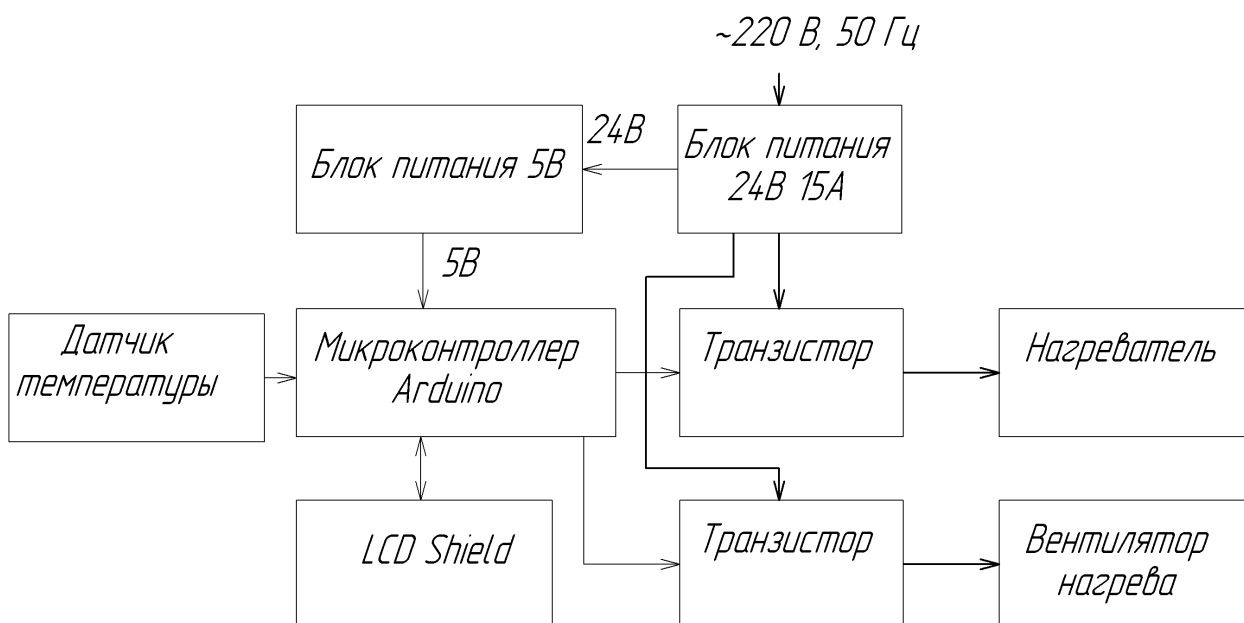 ~220 В, 50 Гц
24В
Блок питания 5В
Блок питания
24В 15А
5В
Датчик
температуры
Микроконтроллер
Arduino
Транзистор
Нагреватель
LCD Shield
Транзистор
Вентилятор
нагрева